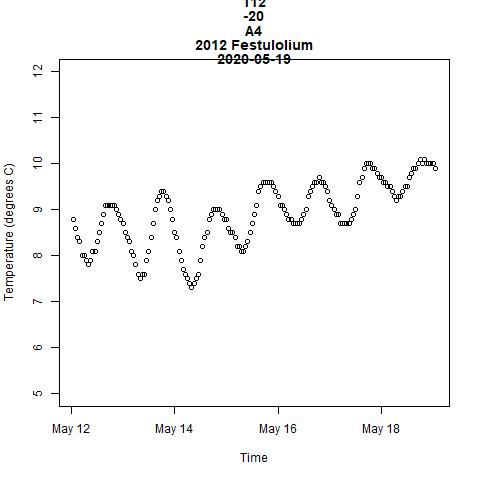 T12
-20
A4
2012 Festulolium
2020-05-19
12
11
10
9
8
7
6
5
Temperature (degrees C)
May 12
May 14
May 16
May 18
Time